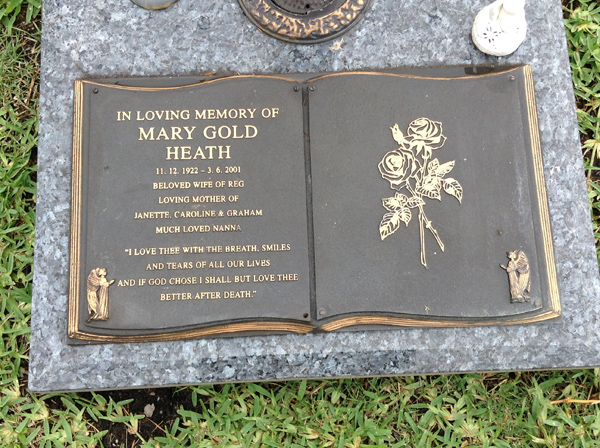 IN LOVING MEMORY OF
MARY GOLD
HEATH
11. 12. 1922 – 3. 6. 2001
BELOVED WIFE OF REG
LOVING MOTHER OF
JANETTE, CAROLINE & GRAHAM
MUCH LOVED NANNA
"I LOVE THEE WITH THE BREATH, SMILES
AND TEARS OF ALL OUR LIVES
AND IF GOD CHOSE I SHALL BUT LOVE THEE
BETTER AFTER DEATH."